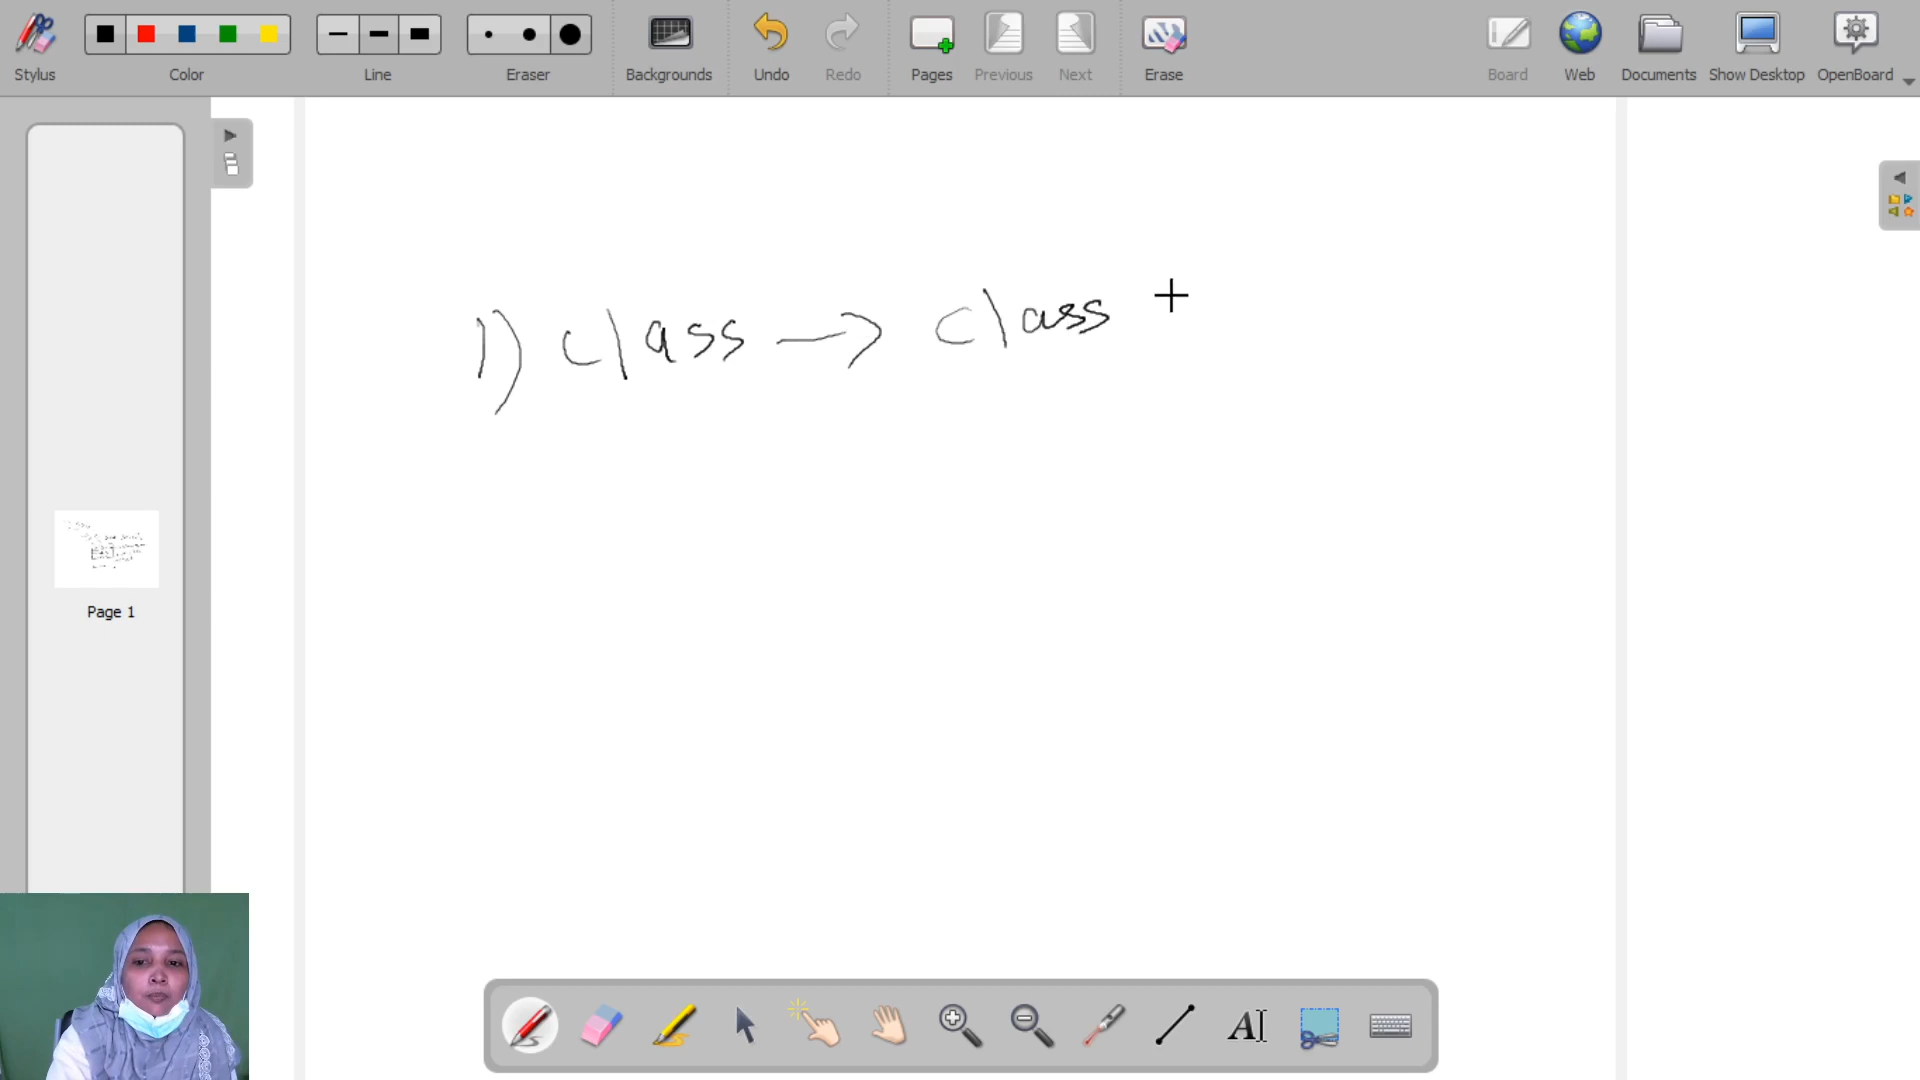 Stylus
Color
Line
Eraser
Backgrounds
Undo
Redo
Pages
Previous
Next
Erase
Board
Web
Documents
Show Desktop
OpenBoard
1) class → class
Page 1